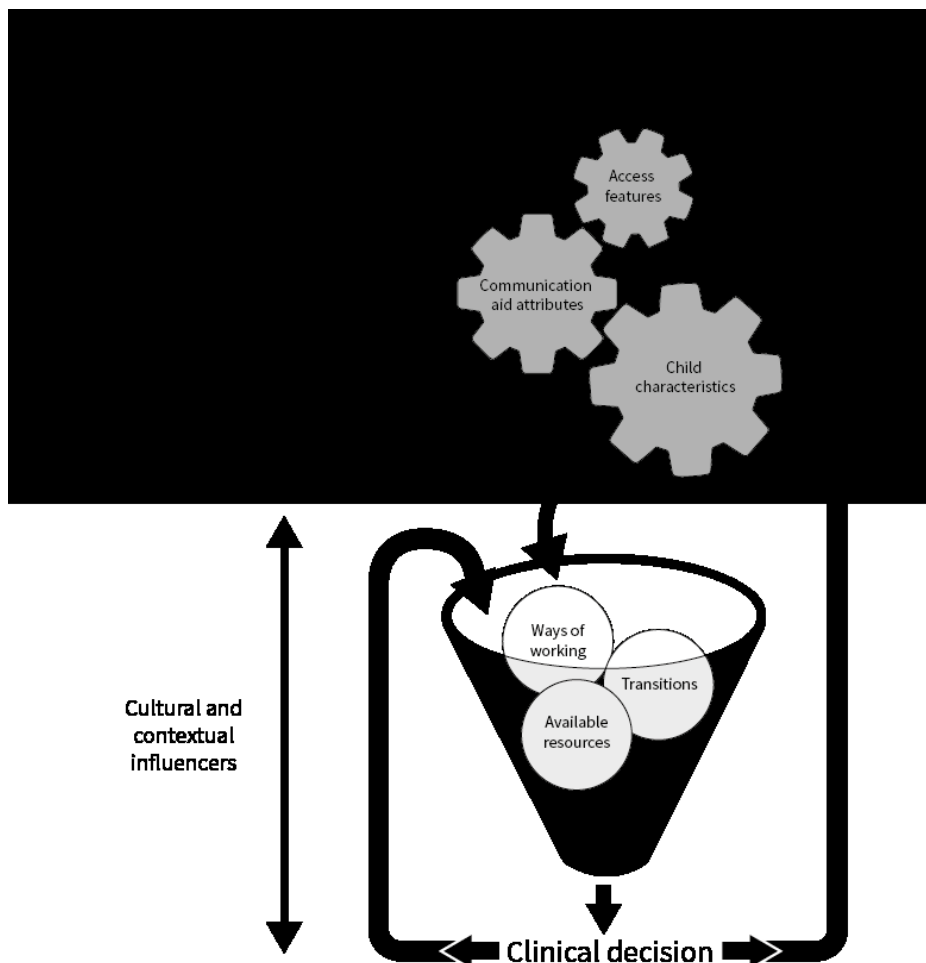 Access
features
Communication
aid attributes
Child
characteristics
Ways of
working
Transitions
Available
resources
Cultural and
contextual
influencers
Clinical decision